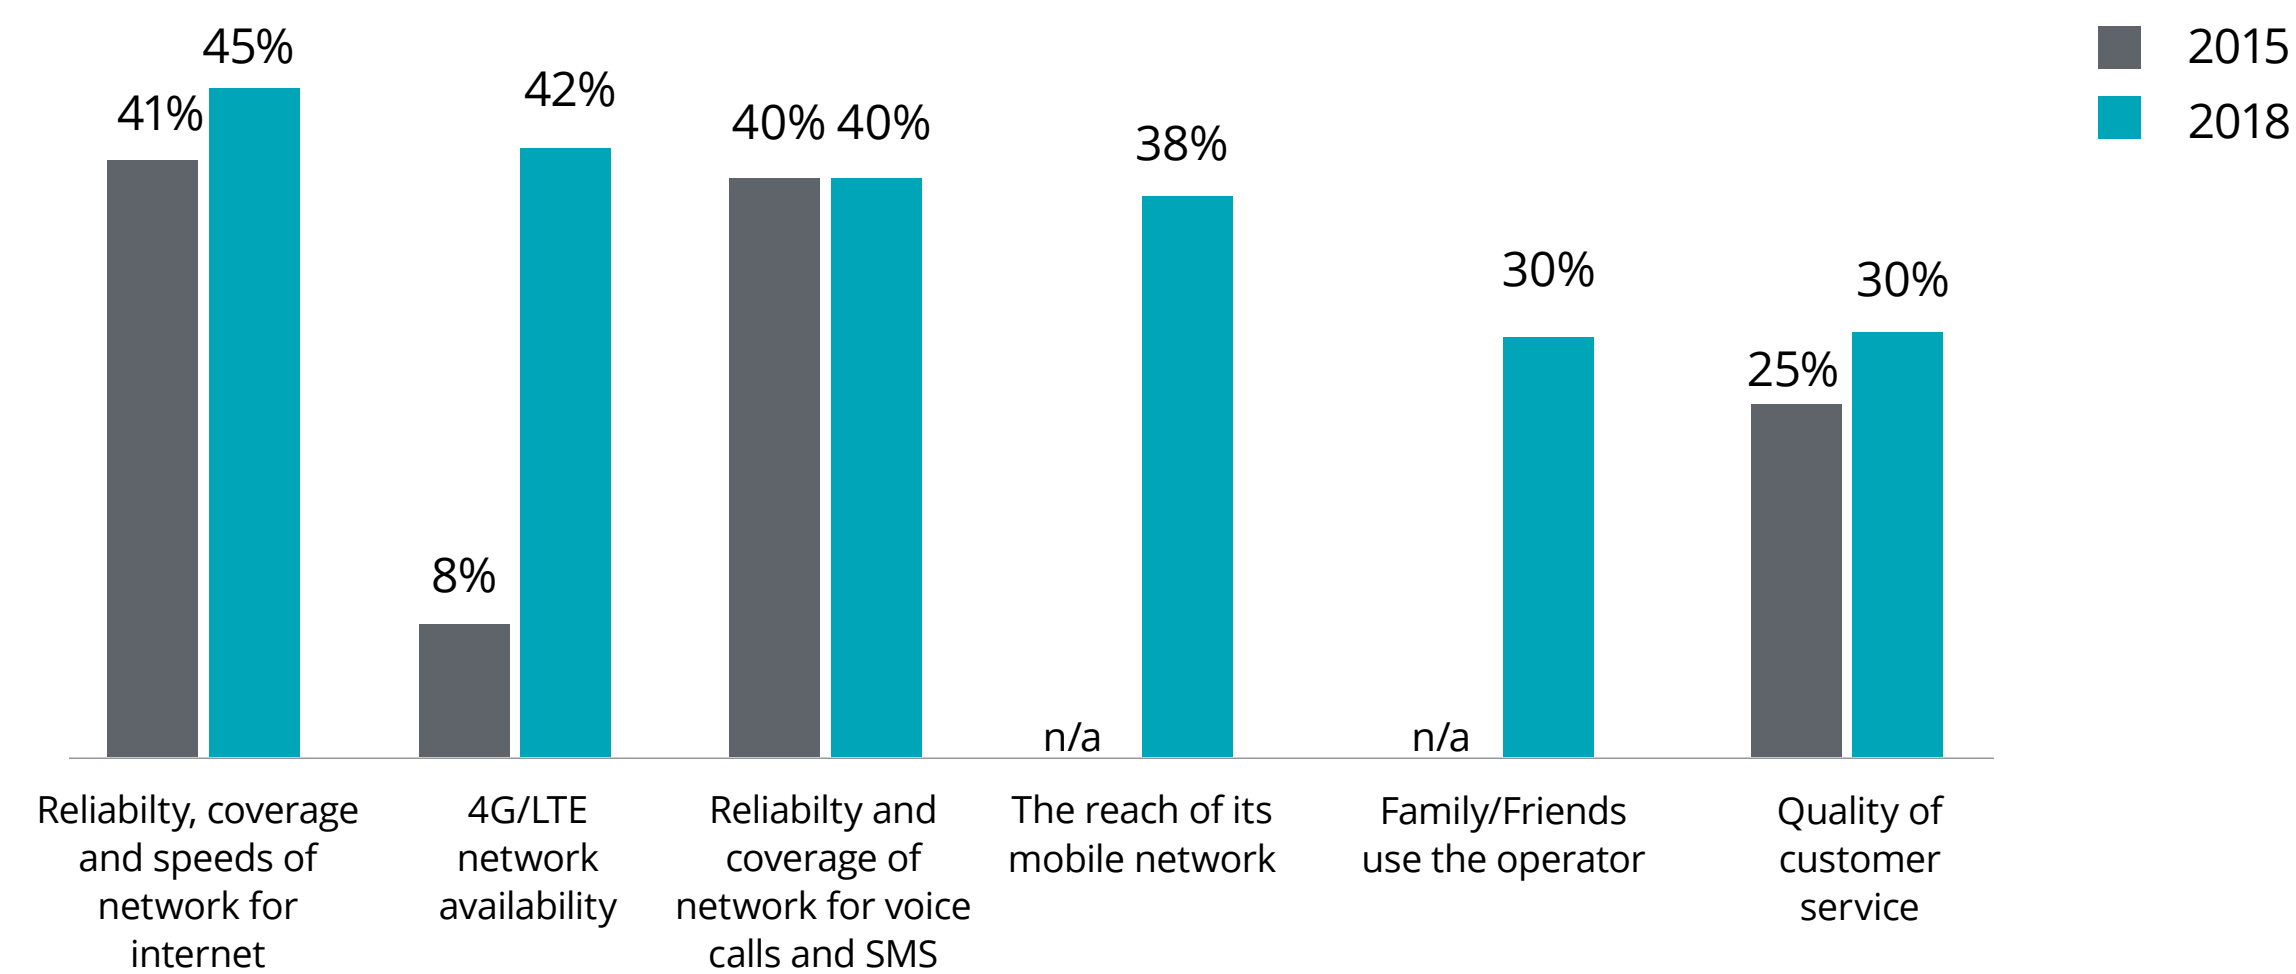 45%
41%
42%
8%
40% 40%
38%
n/a
30%
n/a
30%
25%
2015
2018
Reliabilty, coverage
and speeds of
network for
internet
4G/LTE
network
availability
Reliabilty and
coverage of
network for voice
calls and SMS
The reach of its
mobile network
Family/Friends
use the operator
Quality of
customer
service